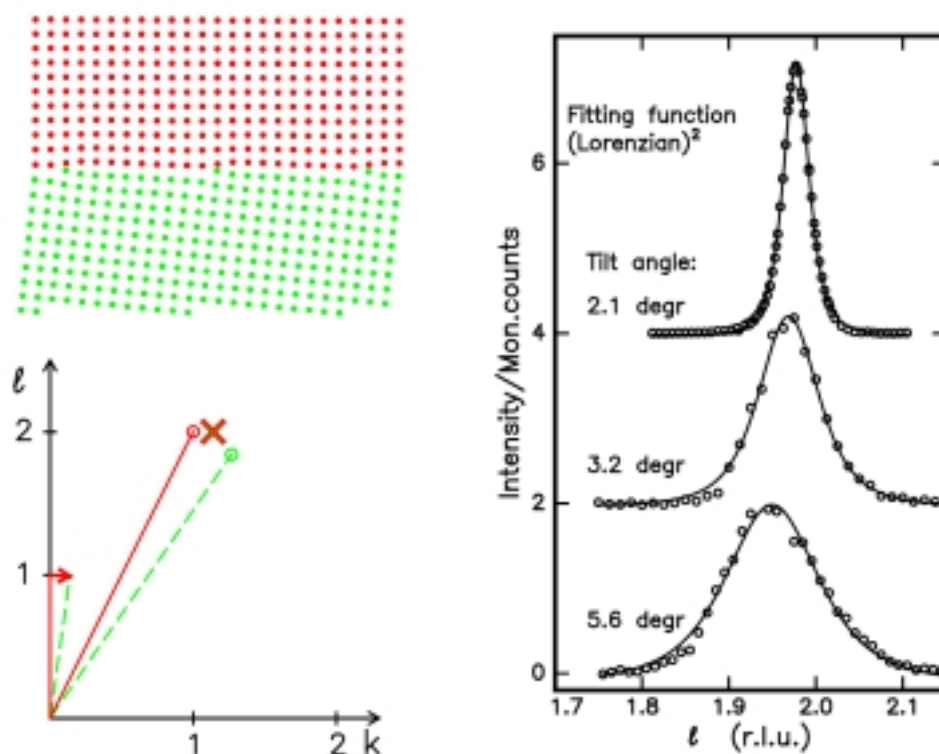 ℓ
2
1
1
2 k
Intensity/Mon.counts
6
4
2
0
Fitting function
(Lorenzian)²
Tilt angle:
2.1 degr
3.2 degr
5.6 degr
1.7 1.8 1.9 2.0 2.1
ℓ (r.l.u.)